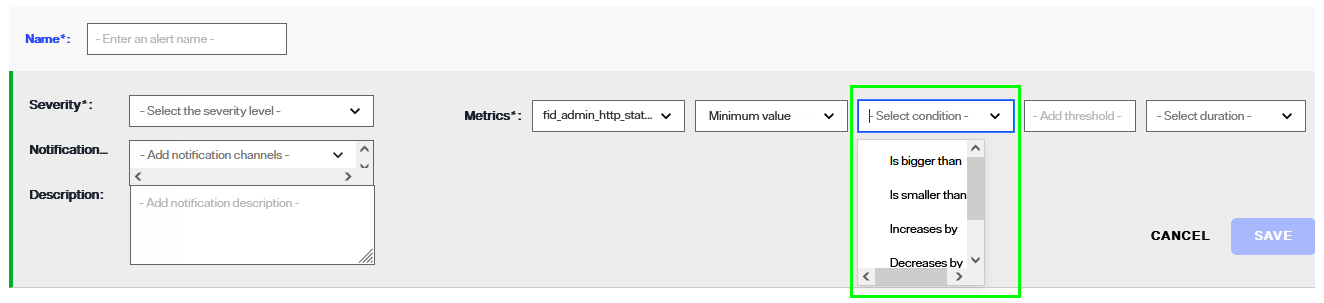 Name*:
- Enter an alert name -
Severity*:
- Select the severity level -
Metrics*:
fid_admin_http_stat...
Minimum value
- Select condition -
- Add threshold -
- Select duration -
Notification...
- Add notification channels -
Is bigger than
Is smaller than
Increases by
Decreases by
Description:
- Add notification description -
CANCEL
SAVE